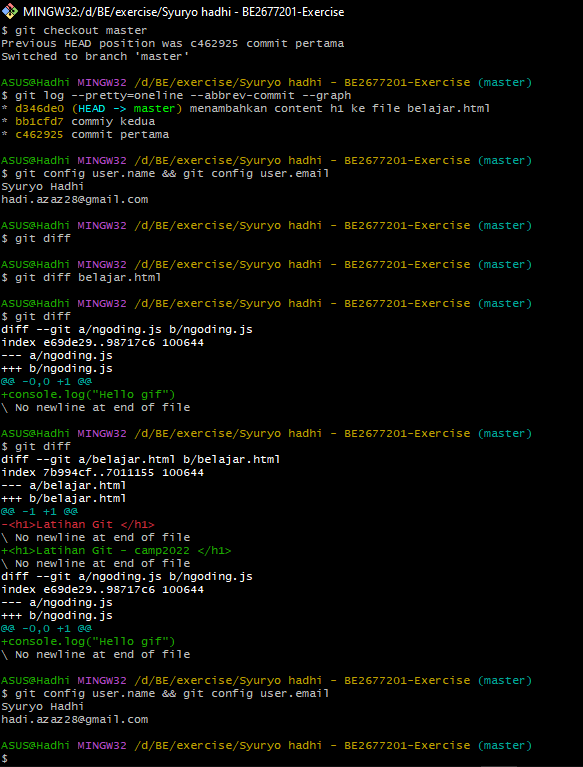 MINGW32:/d/BE/exercise/Syuryo hadhi - BE2677201-Exercise
$ git checkout master
Previous HEAD position was c462925 commit pertama
Switched to branch 'master'
ASUS@Hadhi MINGW32 /d/BE/exercise/Syuryo hadhi - BE2677201-Exercise (master)
$ git log --pretty=oneline --abbrev-commit --graph
* d346de0 (HEAD -> master) menambahkan content h1 ke file belajar.html
* bb1cfd7 commiy kedua
* c462925 commit pertama
ASUS@Hadhi MINGW32 /d/BE/exercise/Syuryo hadhi - BE2677201-Exercise (master)
$ git config user.name && git config user.email
Syuryo Hadhi
hadi.azaz28@gmail.com
ASUS@Hadhi MINGW32 /d/BE/exercise/Syuryo hadhi - BE2677201-Exercise (master)
$ git diff
ASUS@Hadhi MINGW32 /d/BE/exercise/Syuryo hadhi - BE2677201-Exercise (master)
$ git diff belajar.html
ASUS@Hadhi MINGW32 /d/BE/exercise/Syuryo hadhi - BE2677201-Exercise (master)
$ git diff
diff --git a/ngoding.js b/ngoding.js
index e69de29..98717c6 100644
--- a/ngoding.js
+++ b/ngoding.js
@@ -0,0 +1 @@
+console.log("Hello gif")
\ No newline at end of file
ASUS@Hadhi MINGW32 /d/BE/exercise/Syuryo hadhi - BE2677201-Exercise (master)
$ git diff
diff --git a/belajar.html b/belajar.html
index 7b994cf..7011155 100644
--- a/belajar.html
+++ b/belajar.html
@@ -1 +1 @@
-<h1>Latihan Git </h1>
\ No newline at end of file
+<h1>Latihan Git - camp2022 </h1>
\ No newline at end of file
diff --git a/ngoding.js b/ngoding.js
index e69de29..98717c6 100644
--- a/ngoding.js
+++ b/ngoding.js
@@ -0,0 +1 @@
+console.log("Hello gif")
\ No newline at end of file
ASUS@Hadhi MINGW32 /d/BE/exercise/Syuryo hadhi - BE2677201-Exercise (master)
$ git config user.name && git config user.email
Syuryo Hadhi
hadi.azaz28@gmail.com
ASUS@Hadhi MINGW32 /d/BE/exercise/Syuryo hadhi - BE2677201-Exercise (master)
$